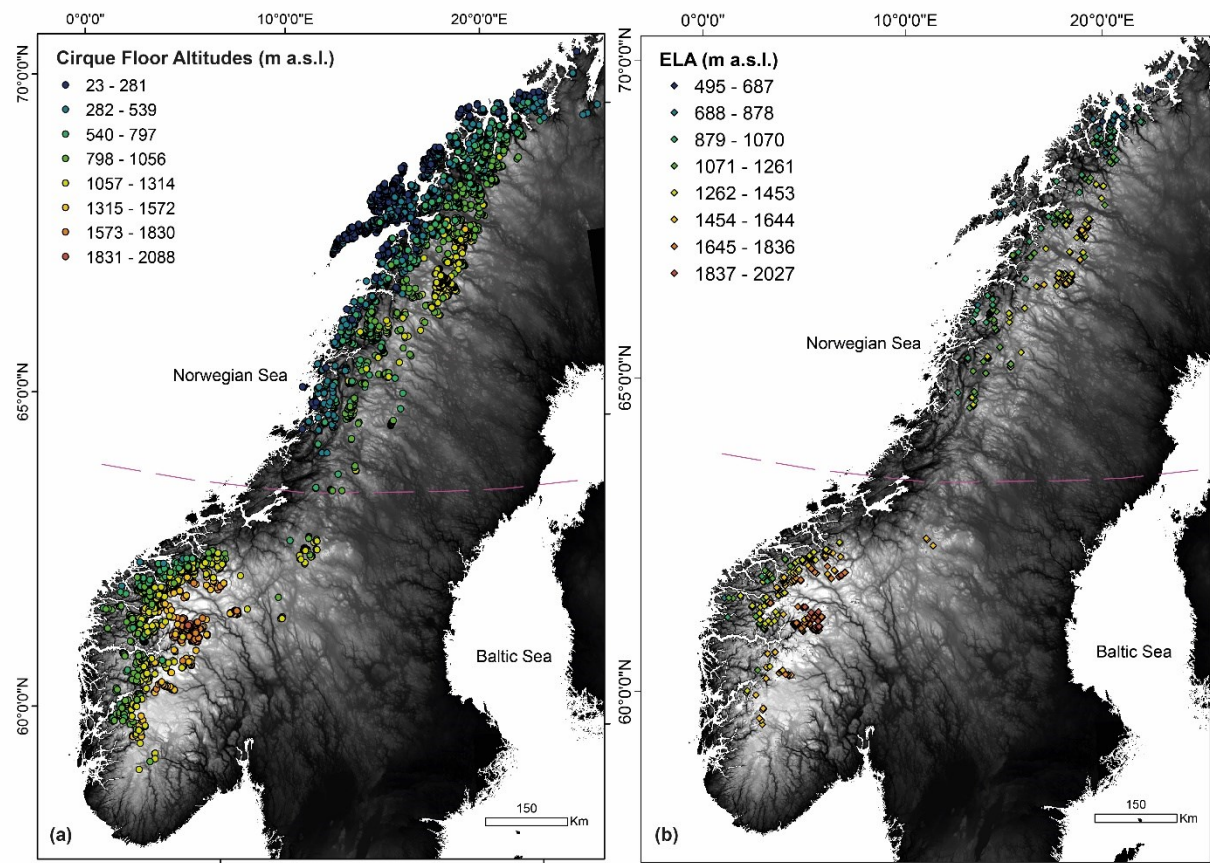 0°0'0"
10°0'0"E
20°0'0"E
Cirque Floor Altitudes (m a.s.l.)
23 - 281
282 - 539
540 - 797
798 - 1056
1057 - 1314
1315 - 1572
1573 - 1830
1831 - 2088
70°0'0"N
70°0'0"N
Norwegian Sea
65°0'0"N
65°0'0"N
Baltic Sea
60°0'0"N
60°0'0"N
150
Km
(a)
0°0'0"
10°0'0"E
20°0'0"E
ELA (m a.s.l.)
495 - 687
688 - 878
879 - 1070
1071 - 1261
1262 - 1453
1454 - 1644
1645 - 1836
1837 - 2027
Norwegian Sea
Baltic Sea
150
Km
(b)